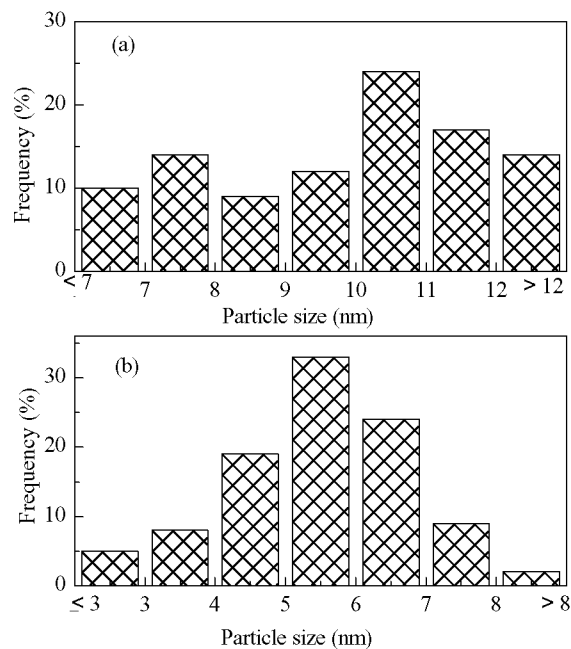 30
(a)
20
Frequency (%)
10
0
< 7 7 8 9 10 11 12 > 12
Particle size (nm)
(b)
30
Frequency (%)
20
10
0
≤ 3 3 4 5 6 7 8 > 8
Particle size (nm)